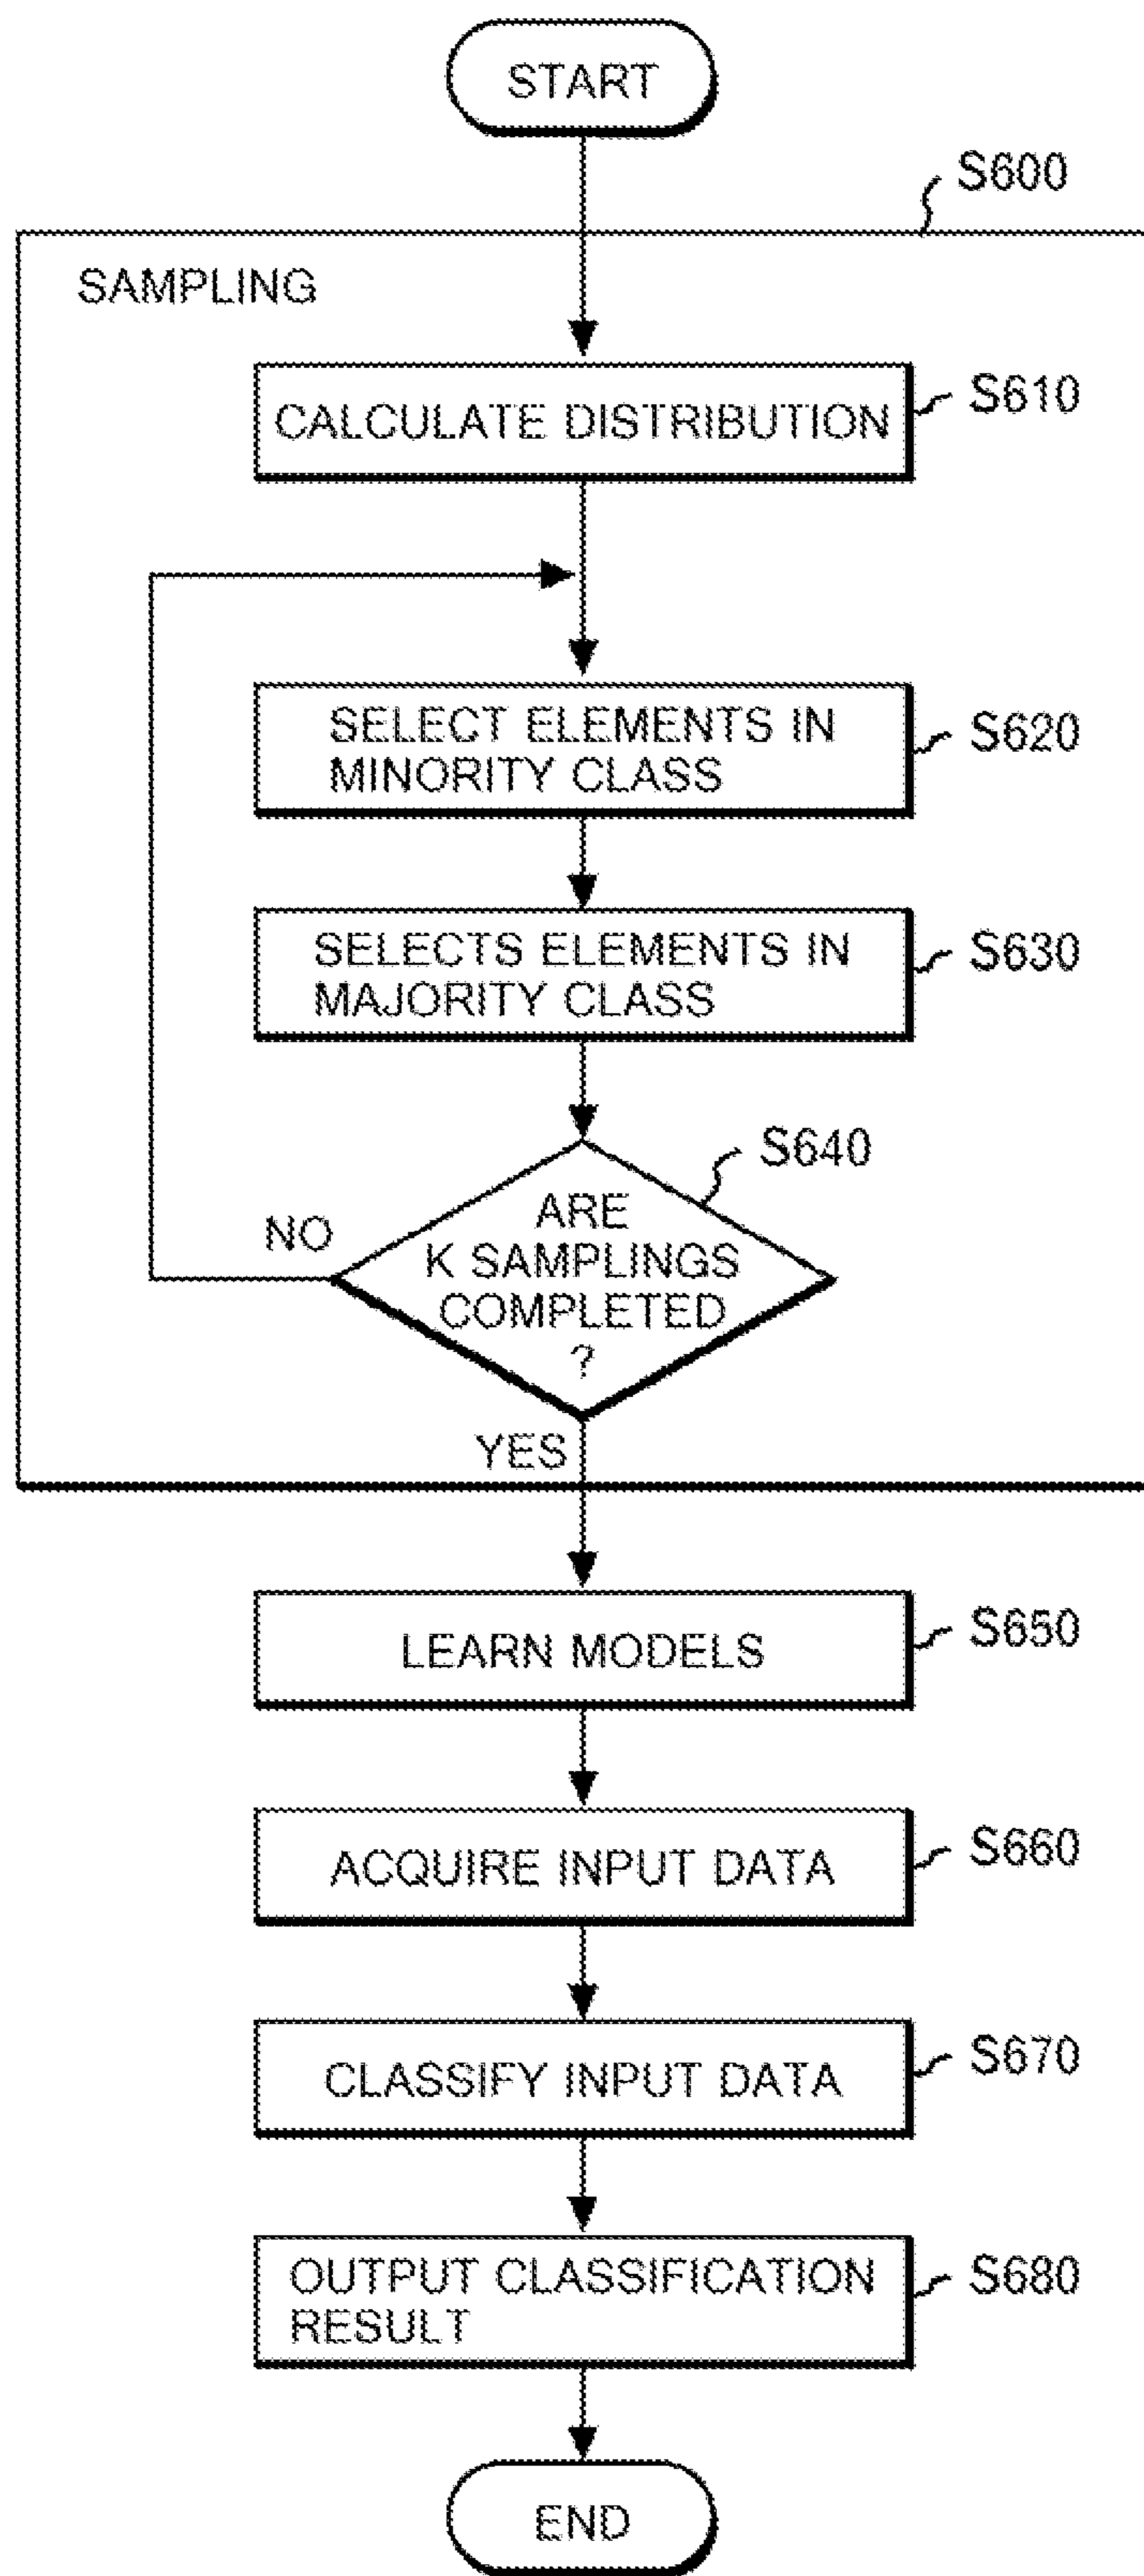 START
S600
SAMPLING
S610
CALCULATE DISTRIBUTION
SELECT ELEMENTS IN
MINORITY CLASS
S620
SELECTS ELEMENTS IN
MAJORITY CLASS
S630
S640
ARE
K SAMPLINGS
COMPLETED
?
NO
YES
LEARN MODELS
S650
ACQUIRE INPUT DATA
S660
CLASSIFY INPUT DATA
S670
OUTPUT CLASSIFICATION
RESULT
S680
END